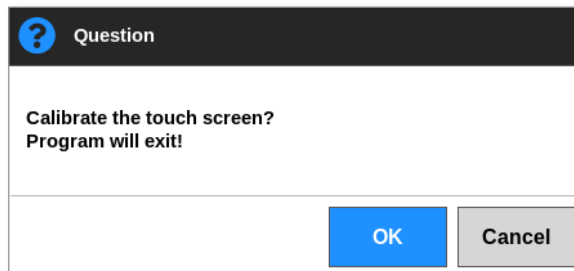 Question
Calibrate the touch screen?
Program will exit!
OK
Cancel